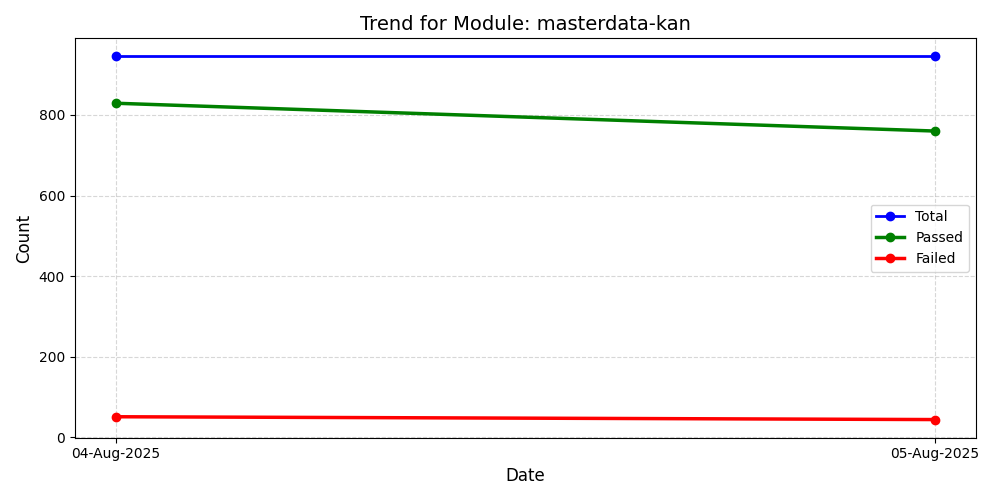 Trend for Module: masterdata-kan
Count
800
600
400
200
0
Total
Passed
Failed
04-Aug-2025
05-Aug-2025
Date